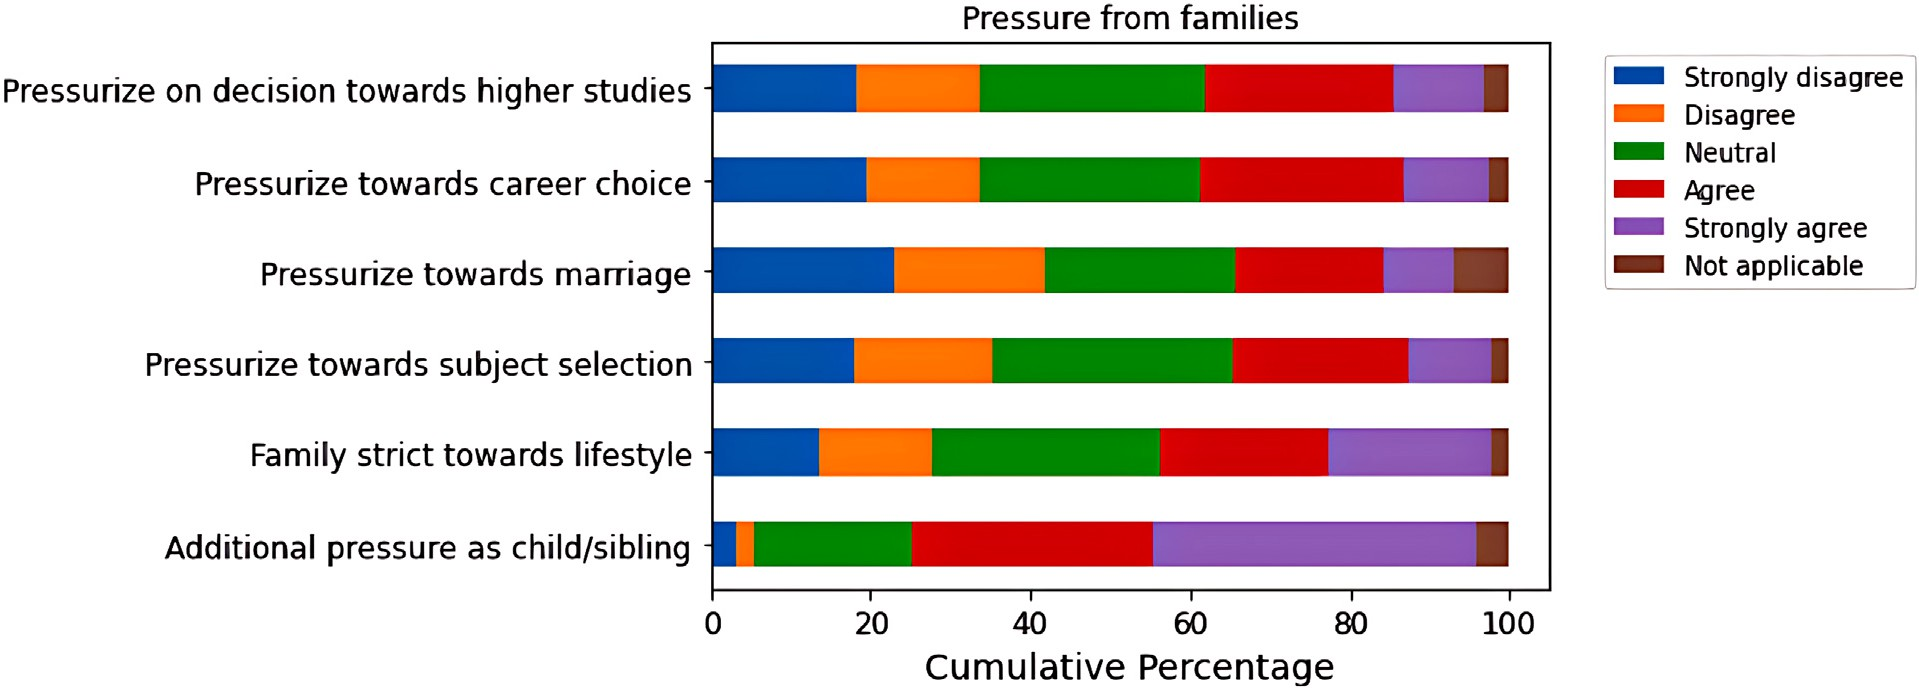 Pressure from families
Pressurize on decision towards higher studies
Pressurize towards career choice
Pressurize towards marriage
Pressurize towards subject selection
Family strict towards lifestyle
Additional pressure as child/sibling
0 20 40 60 80 100
Cumulative Percentage
Strongly disagree
Disagree
Neutral
Agree
Strongly agree
Not applicable